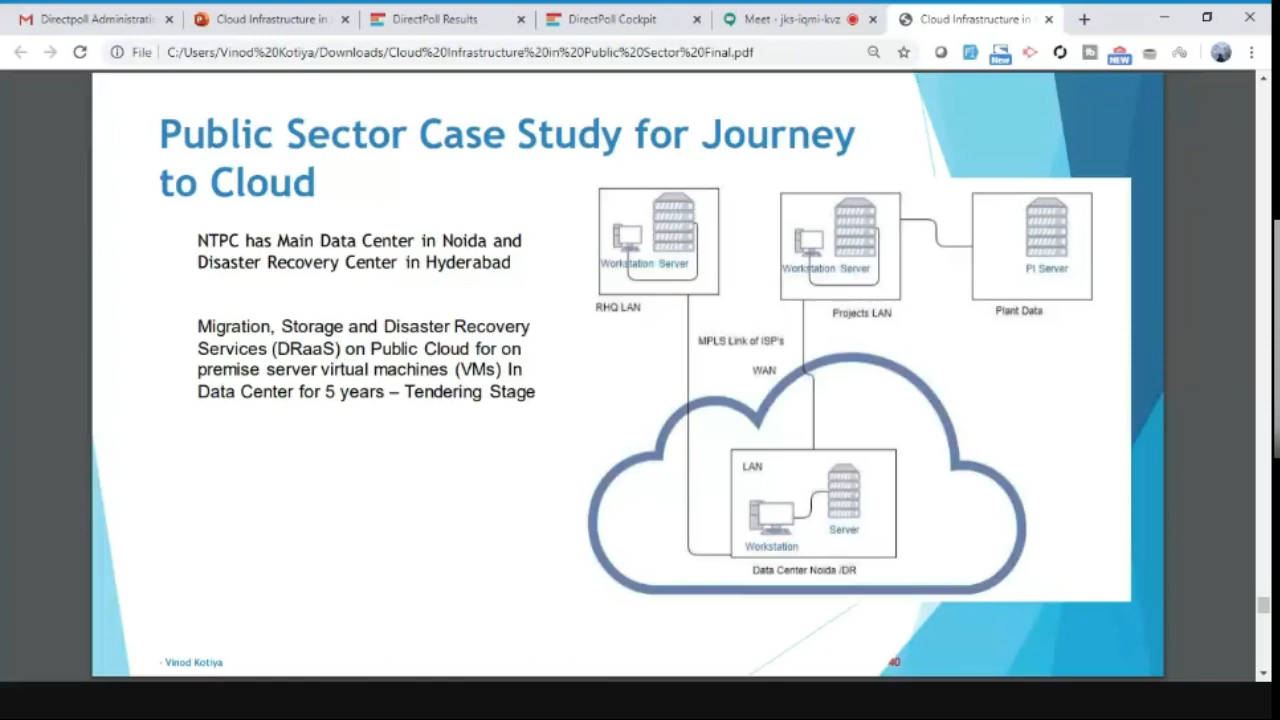 Directpoll Administratio
Cloud Infrastructure in
DirectPoll Results
DirectPoll Cockpit
Meet - jks-iqmi-kvz
Cloud Infrastructure in
File
C:/Users/Vinod%20Kotiya/Downloads/Cloud%20Infrastructure%20in%20Public%20Sector%20Final.pdf
New
NEW
Public Sector Case Study for Journey
to Cloud
NTPC has Main Data Center in Noida and
Disaster Recovery Center in Hyderabad
Migration, Storage and Disaster Recovery
Services (DRaaS) on Public Cloud for on
premise server virtual machines (VMs) In
Data Center for 5 years – Tendering Stage
Workstation Server
RHQ LAN
Workstation Server
Projects LAN
PI Server
Plant Data
MPLS Link of ISP's
WAN
LAN
Server
Workstation
Data Center Noida /DR
- Vinod Kotiya
40